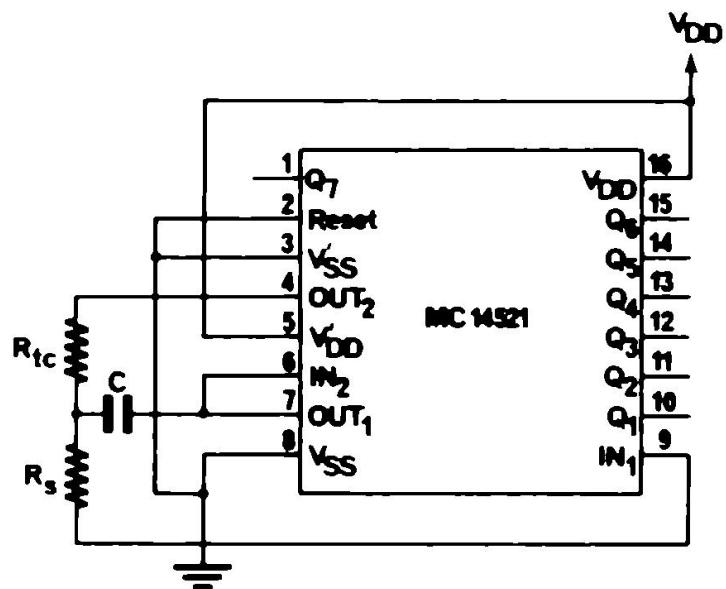 VDD
1 Q7
2 Reset
3 V'SS
4 OUT2
5 V'DD
6 IN2
7 OUT1
8 VSS
MC 14521
VDD 16
Q6 15
Q5 14
Q4 13
Q3 12
Q2 11
Q1 10
IN1 9
Rtc
C
Rs